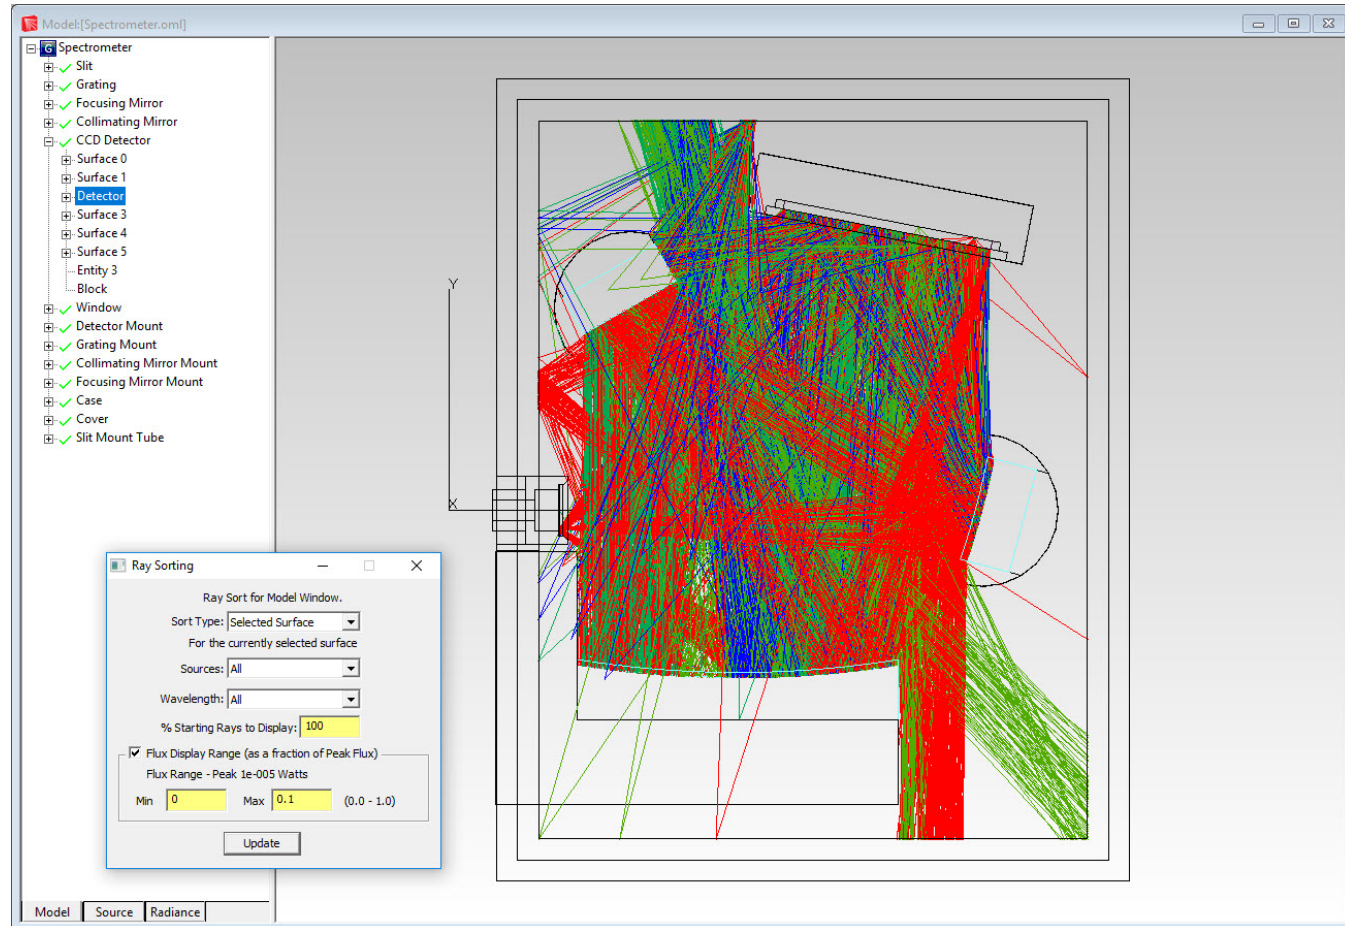 Model:[Spectrometer.oml]
G Spectrometer
Slit
Grating
Focusing Mirror
Collimating Mirror
CCD Detector
Surface 0
Surface 1
Detector
Surface 3
Surface 4
Surface 5
Entity 3
Block
Window
Detector Mount
Grating Mount
Collimating Mirror Mount
Focusing Mirror Mount
Case
Cover
Slit Mount Tube
Y
X
Ray Sorting
Ray Sort for Model Window.
Sort Type: Selected Surface
For the currently selected surface
Sources: All
Wavelength: All
% Starting Rays to Display: 100
Flux Display Range (as a fraction of Peak Flux)
Flux Range - Peak 1e-005 Watts
Min 0 Max 0.1 (0.0 - 1.0)
Update
Model Source Radiance